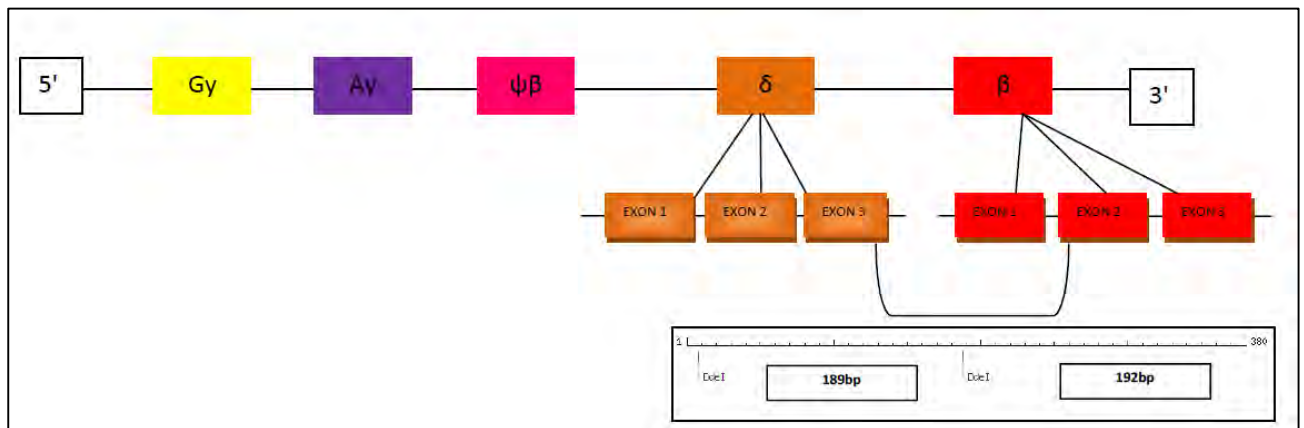 5' Gγ Aγ ψβ δ β 3'
EXON 1 EXON 2 EXON 3 EXON 1 EXON 2 EXON 3
1 380
DdeI 189bp DdeI 192bp